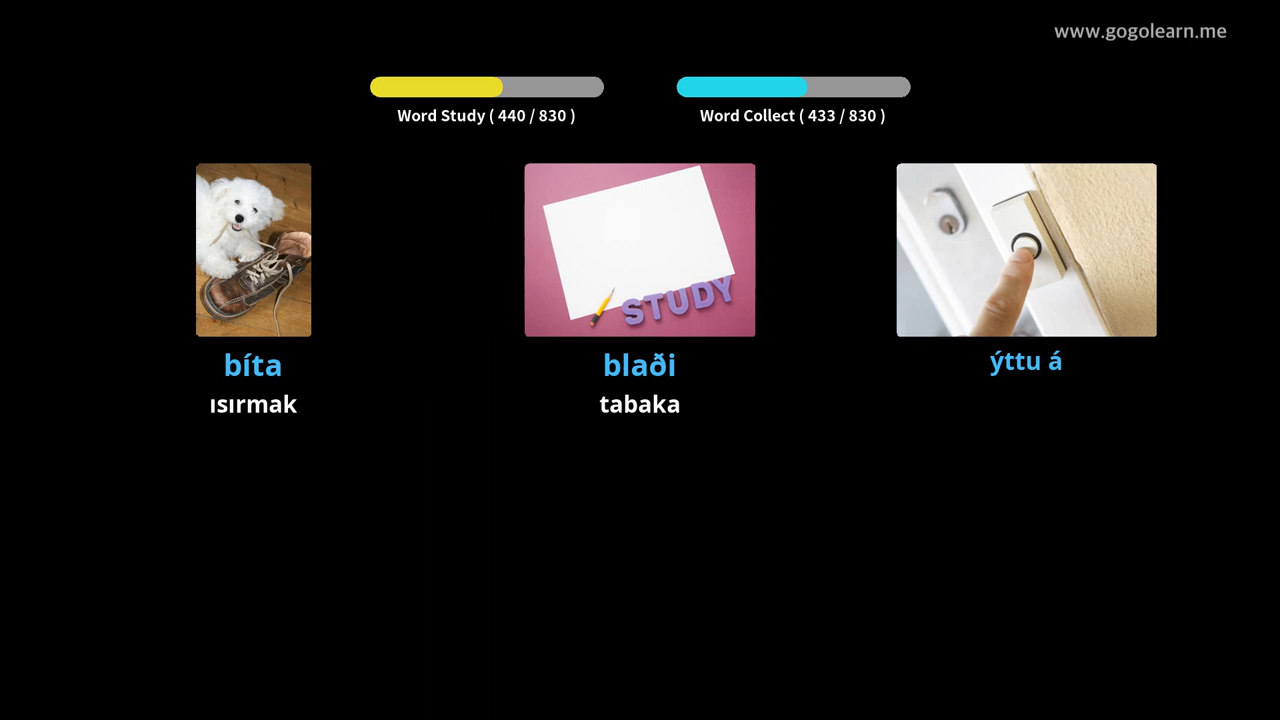 www.gogolearn.me
Word Study ( 440 / 830 )
Word Collect ( 433 / 830 )
STUDY
bíta
blaði
ýttu á
ısırmak
tabaka